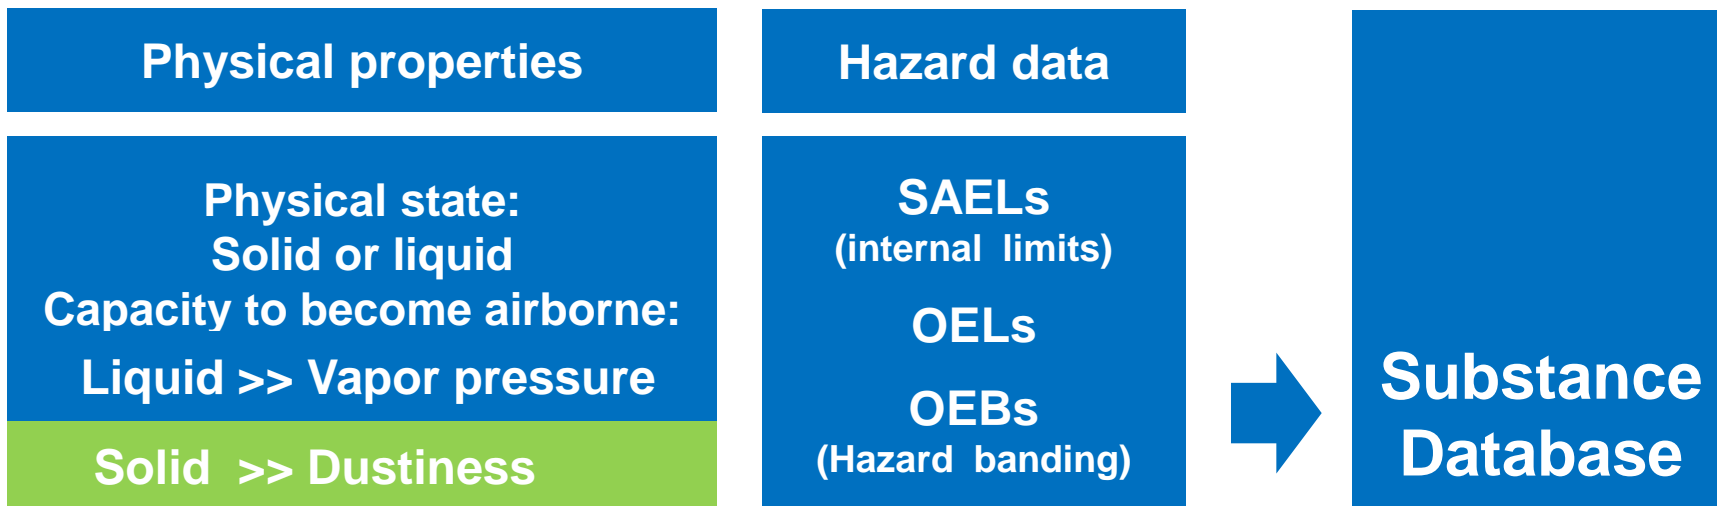 Physical properties
Physical state:
Solid or liquid
Capacity to become airborne:
Liquid >> Vapor pressure
Solid >> Dustiness
Hazard data
SAELs
(internal limits)
OELs
OEBs
(Hazard banding)
Substance
Database